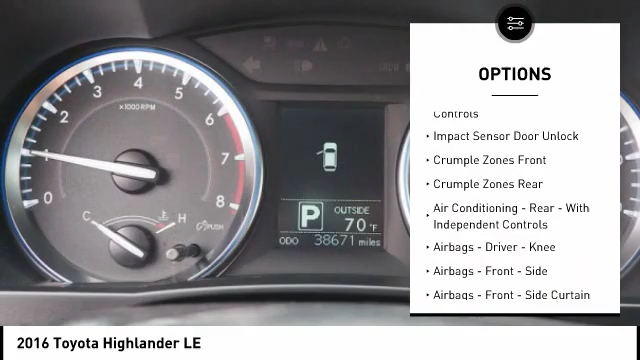 OPTIONS
Controls
Impact Sensor Door Unlock
Crumple Zones Front
Crumple Zones Rear
Air Conditioning - Rear - With
Independent Controls
Airbags - Driver - Knee
Airbags - Front - Side
Airbags - Front - Side Curtain
x1000 RPM
0
1
2
3
4
5
6
7
8
C
H
PUSH
P
OUTSIDE
70°F
ODO 38671 miles
2016 Toyota Highlander LE